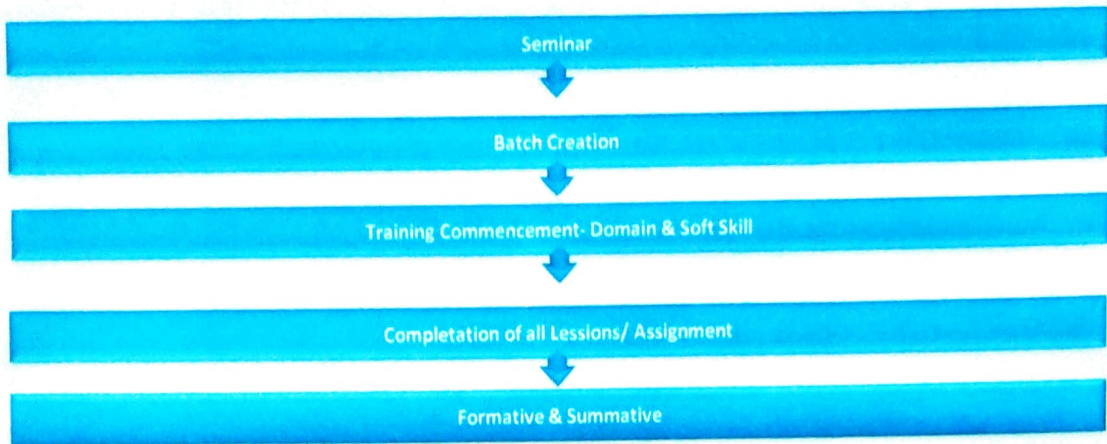 Seminar
Batch Creation
Training Commencement- Domain & Soft Skill
Completation of all Lessions/ Assignment
Formative & Summative